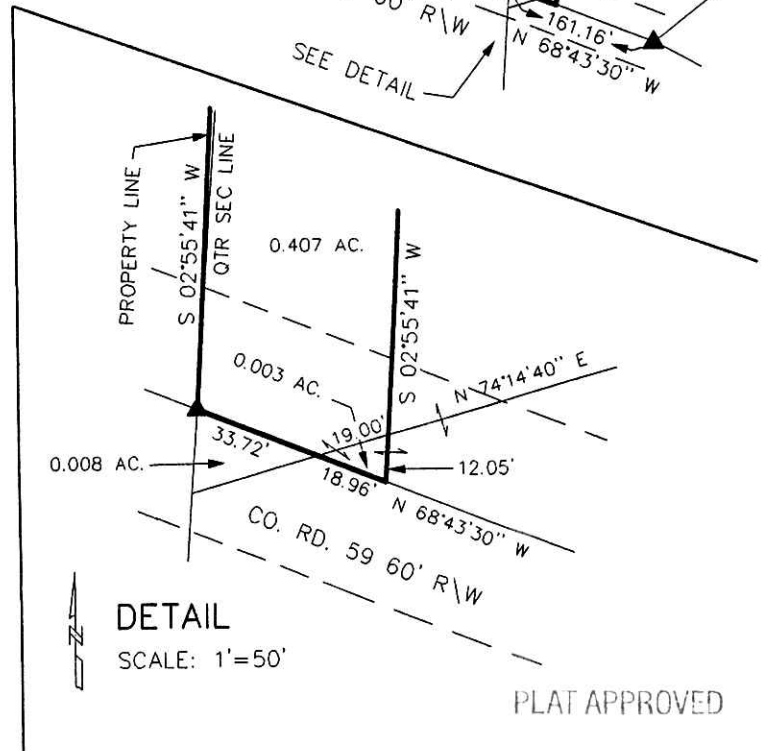 60' R\W
161.16'
N 68°43'30" W
SEE DETAIL
PROPERTY LINE
S 02°55'41" W
QTR SEC LINE
0.407 AC.
S 02°55'41" W
0.003 AC.
N 74°14'40" E
19.00'
33.72'
0.008 AC.
12.05'
18.96'
N 68°43'30" W
CO. RD. 59 60' R\W
N
DETAIL
SCALE: 1'=50'
PLAT APPROVED